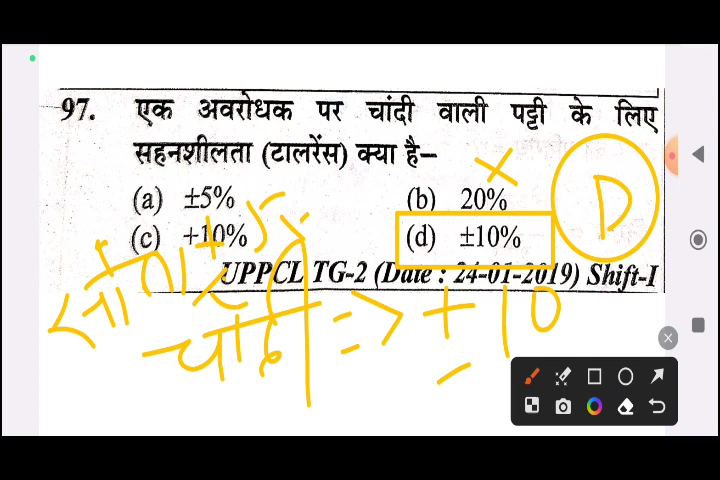 97. एक अवरोधक पर चांदी वाली पट्टी के लिए
सहनशीलता (टालरेंस) क्या है–
(a) ±5% (b) 20%
(c) +10% (d) ±10%
UPPCL TG-2 (Date : 24-01-2019) Shift-I
D
चांदी => ± 10